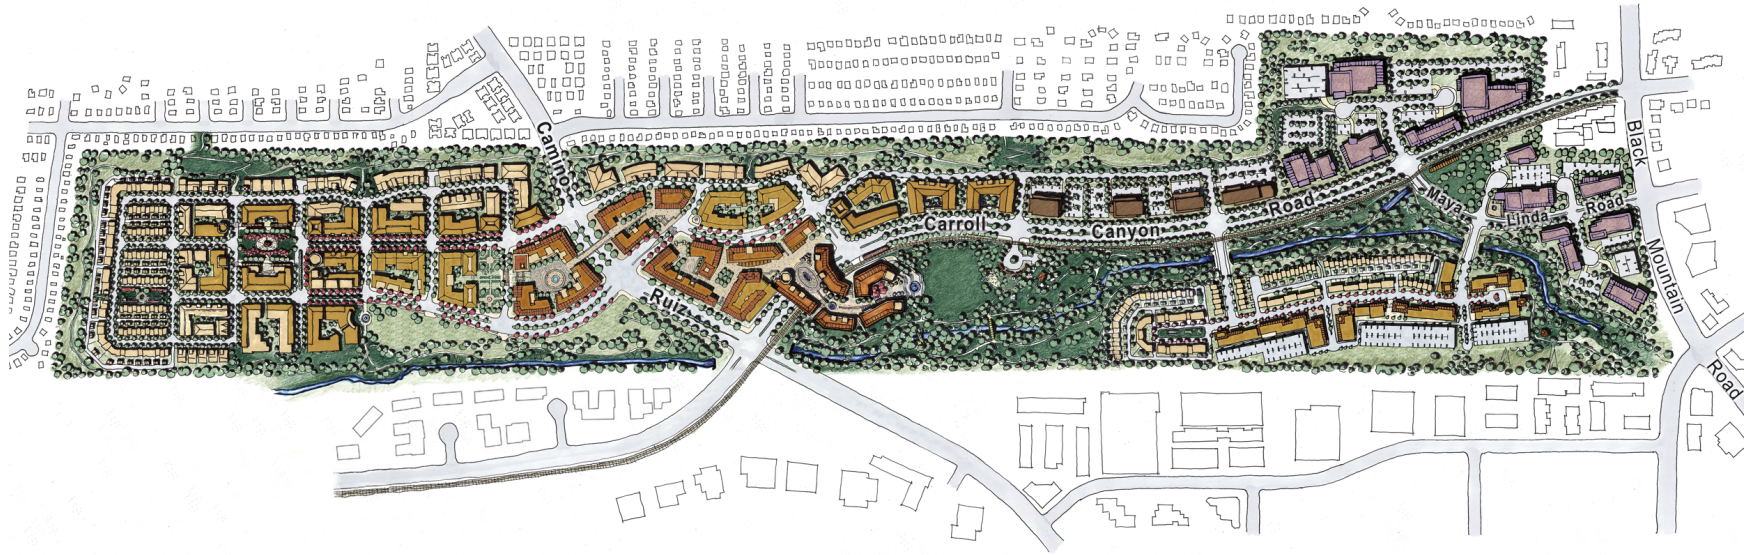 Camino
Ruiz
Carroll
Canyon
Road
Maya
Linda
Road
Black
Mountain
Road